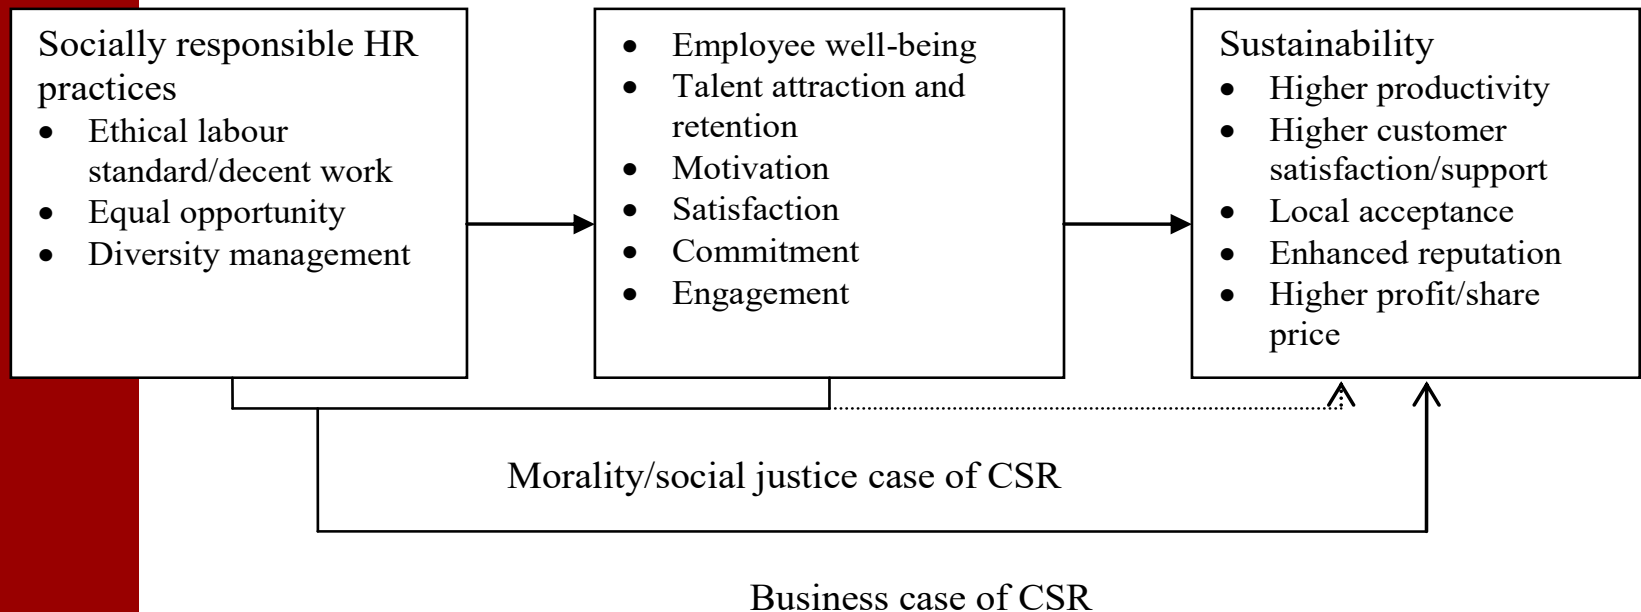 Socially responsible HR
practices
• Ethical labour
standard/decent work
• Equal opportunity
• Diversity management
• Employee well-being
• Talent attraction and
retention
• Motivation
• Satisfaction
• Commitment
• Engagement
Sustainability
• Higher productivity
• Higher customer
satisfaction/support
• Local acceptance
• Enhanced reputation
• Higher profit/share
price
Morality/social justice case of CSR
Business case of CSR